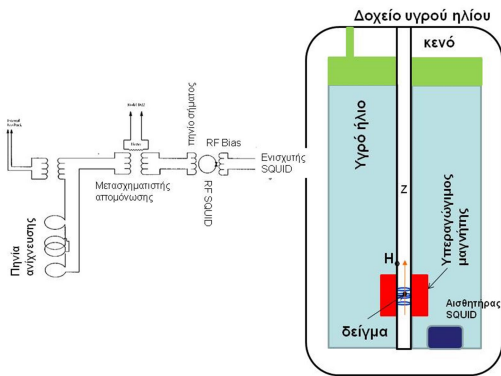 Δοχείο υγρού ηλίου
κενό
Υγρό ήλιο
Z
H
Υπεραγώγιμος
μαγνήτης
Αισθητήρας
SQUID
δείγμα
πηνίο σήματος
RF Bias
Ενισχυτής
SQUID
RF SQUID
Μετασχηματιστής
απομόνωσης
Πηνία
ανίχνευσης